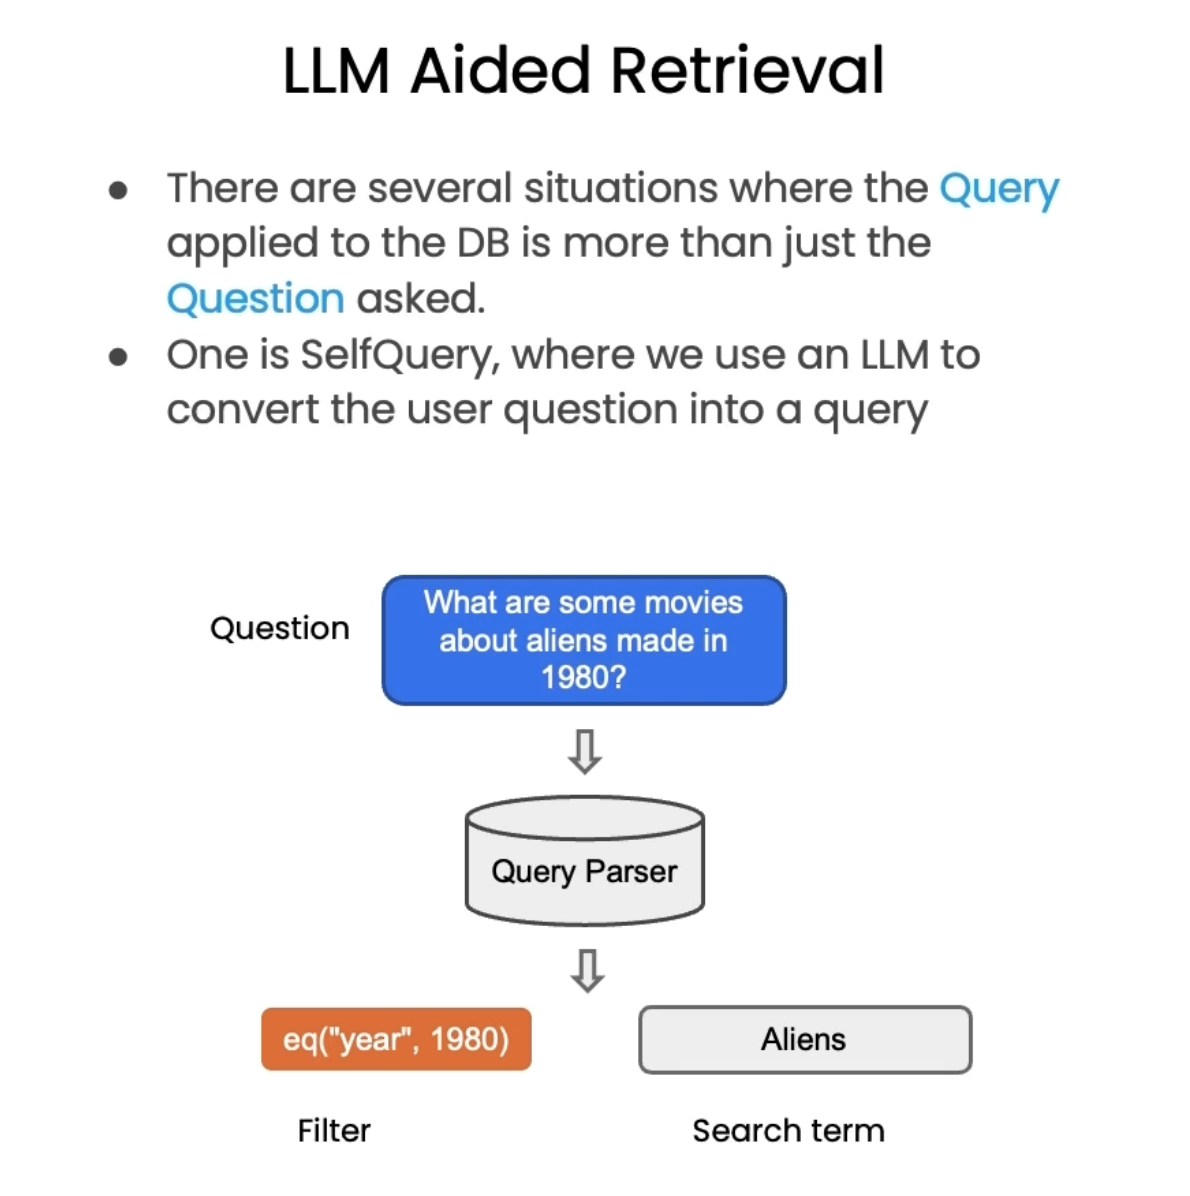 LLM Aided Retrieval
● There are several situations where the Query
applied to the DB is more than just the
Question asked.
● One is SelfQuery, where we use an LLM to
convert the user question into a query
Question
What are some movies
about aliens made in
1980?
Query Parser
eq("year", 1980)
Aliens
Filter
Search term